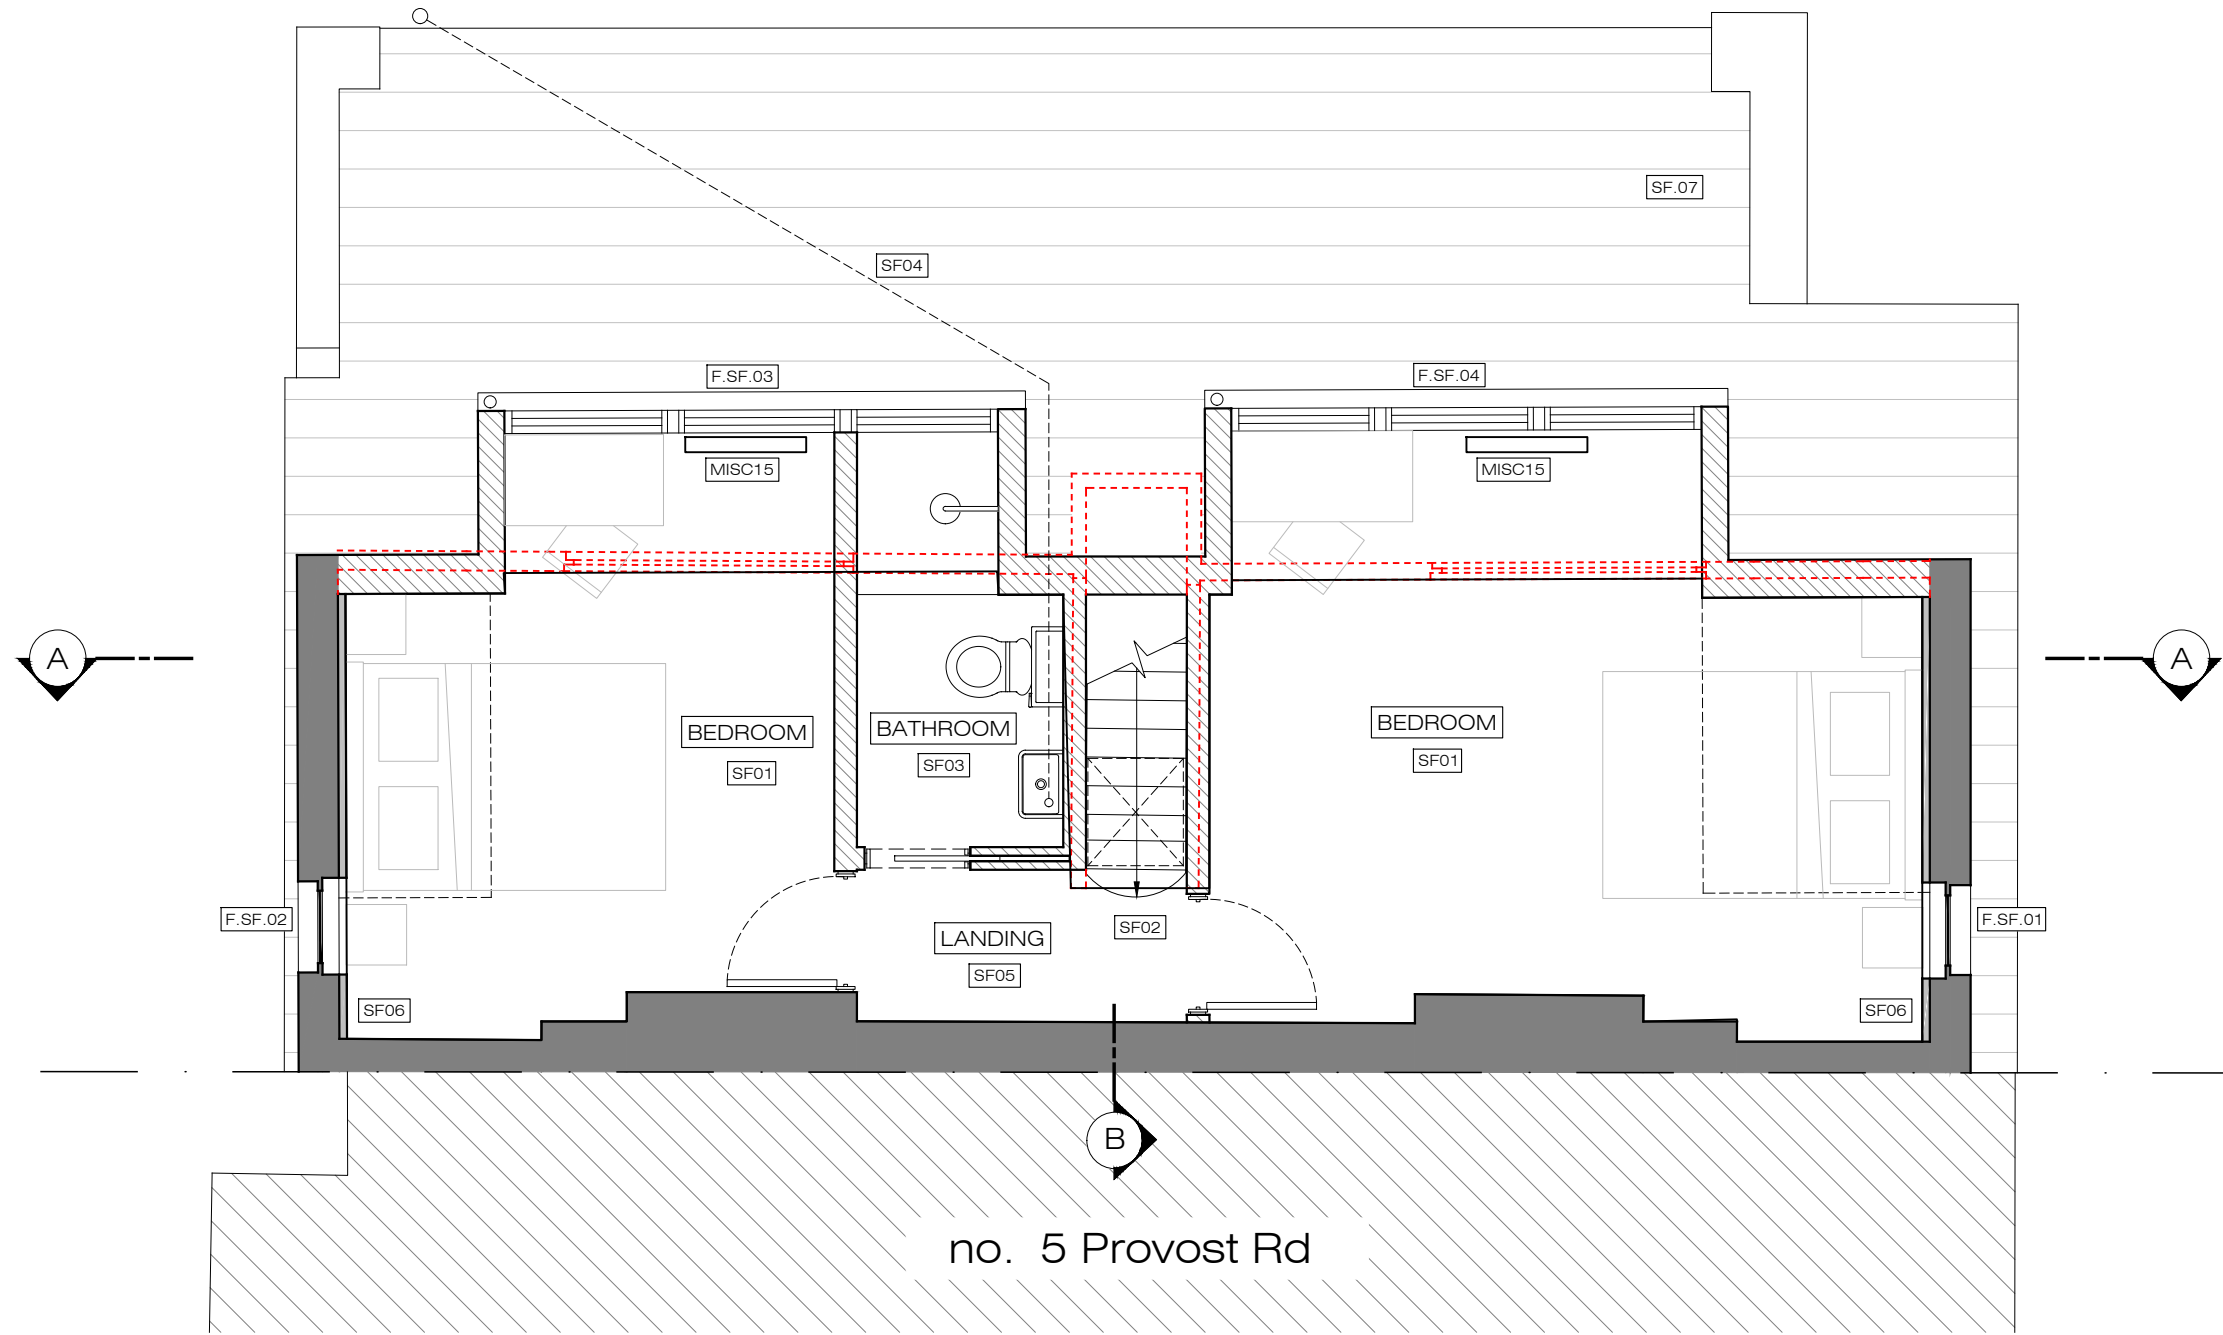 SF.07
SF04
F.SF.03
F.SF.04
MISC15
MISC15
A
A
BEDROOM
SF01
BATHROOM
SF03
BEDROOM
SF01
F.SF.02
F.SF.01
LANDING
SF05
SF02
SF06
SF06
B
no. 5 Provost Rd